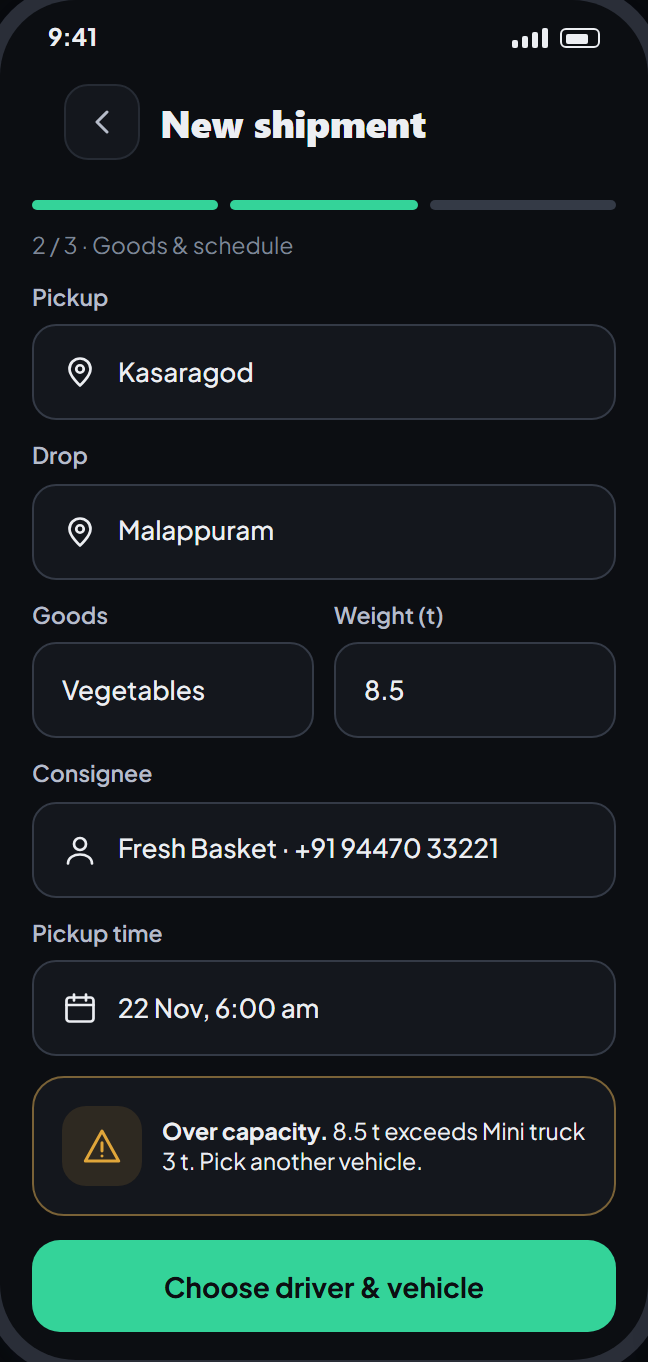 9:41
New shipment
2 / 3 · Goods & schedule
Pickup
Kasaragod
Drop
Malappuram
Goods
Weight (t)
Vegetables
8.5
Consignee
Fresh Basket · +91 94470 33221
Pickup time
22 Nov, 6:00 am
Over capacity. 8.5 t exceeds Mini truck
3 t. Pick another vehicle.
Choose driver & vehicle